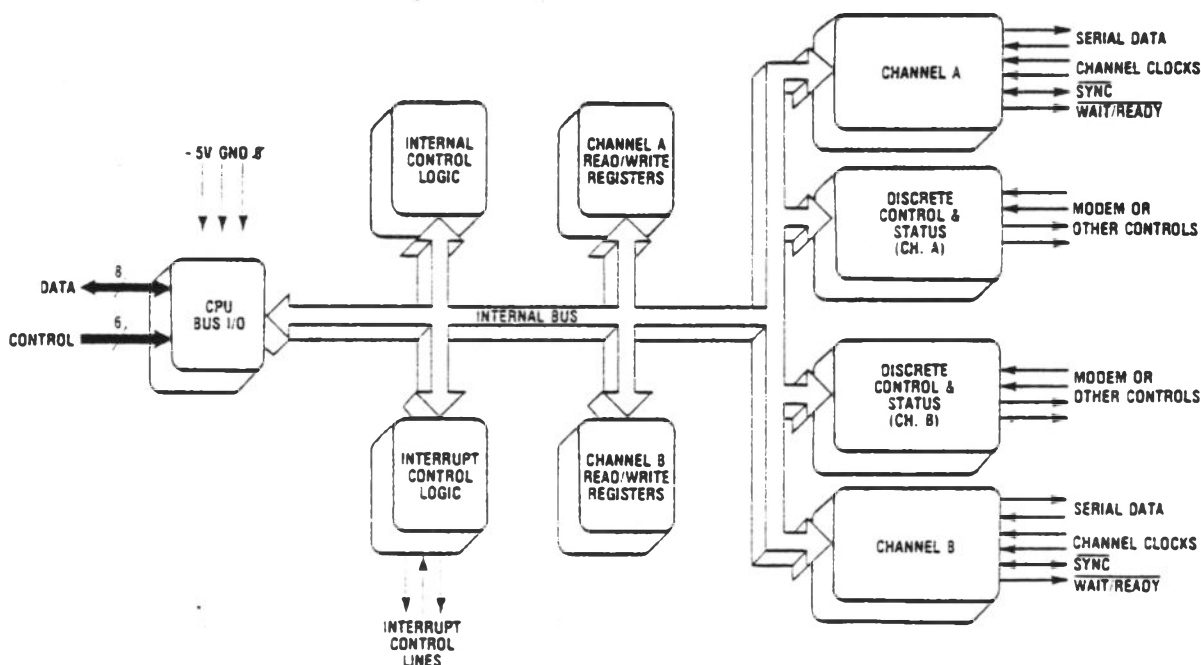 CHANNEL A
SERIAL DATA
CHANNEL CLOCKS
SYNC
WAIT/READY
INTERNAL
CONTROL
LOGIC
CHANNEL A
READ/WRITE
REGISTERS
- 5V GND
DISCRETE
CONTROL &
STATUS
(CH. A)
MODEM OR
OTHER CONTROLS
DATA
8
CPU
BUS I/O
CONTROL
6
INTERNAL BUS
DISCRETE
CONTROL &
STATUS
(CH. B)
MODEM OR
OTHER CONTROLS
INTERRUPT
CONTROL
LOGIC
CHANNEL B
READ/WRITE
REGISTERS
CHANNEL B
SERIAL DATA
CHANNEL CLOCKS
SYNC
WAIT/READY
INTERRUPT
CONTROL
LINES